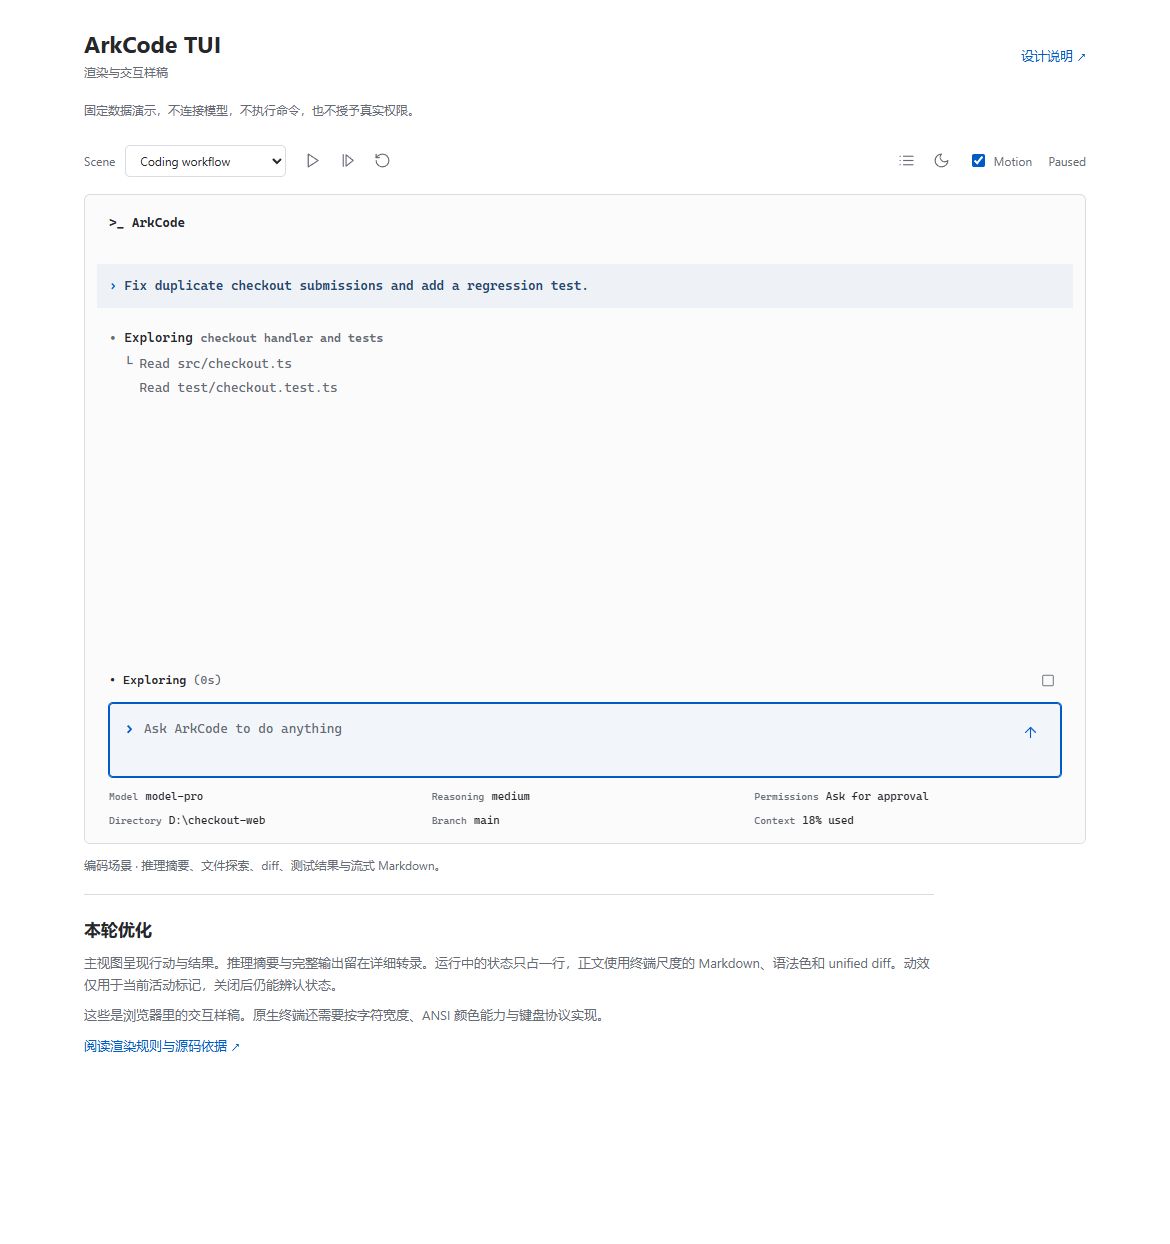 ArkCode TUI
渲染与交互样稿
设计说明 ↗
固定数据演示，不连接模型，不执行命令，也不授予真实权限。
Scene Coding workflow Motion Paused
>_ ArkCode
› Fix duplicate checkout submissions and add a regression test.
• Exploring checkout handler and tests
└ Read src/checkout.ts
Read test/checkout.test.ts
• Exploring (0s)
› Ask ArkCode to do anything
Model model-pro Reasoning medium Permissions Ask for approval
Directory D:\checkout-web Branch main Context 18% used
编码场景 · 推理摘要、文件探索、diff、测试结果与流式 Markdown。
本轮优化
主视图呈现行动与结果。推理摘要与完整输出留在详细转录。运行中的状态只占一行，正文使用终端尺度的 Markdown、语法色和 unified diff。动效
仅用于当前活动标记，关闭后仍能辨认状态。
这些是浏览器里的交互样稿。原生终端还需要按字符宽度、ANSI 颜色能力与键盘协议实现。
阅读渲染规则与源码依据 ↗